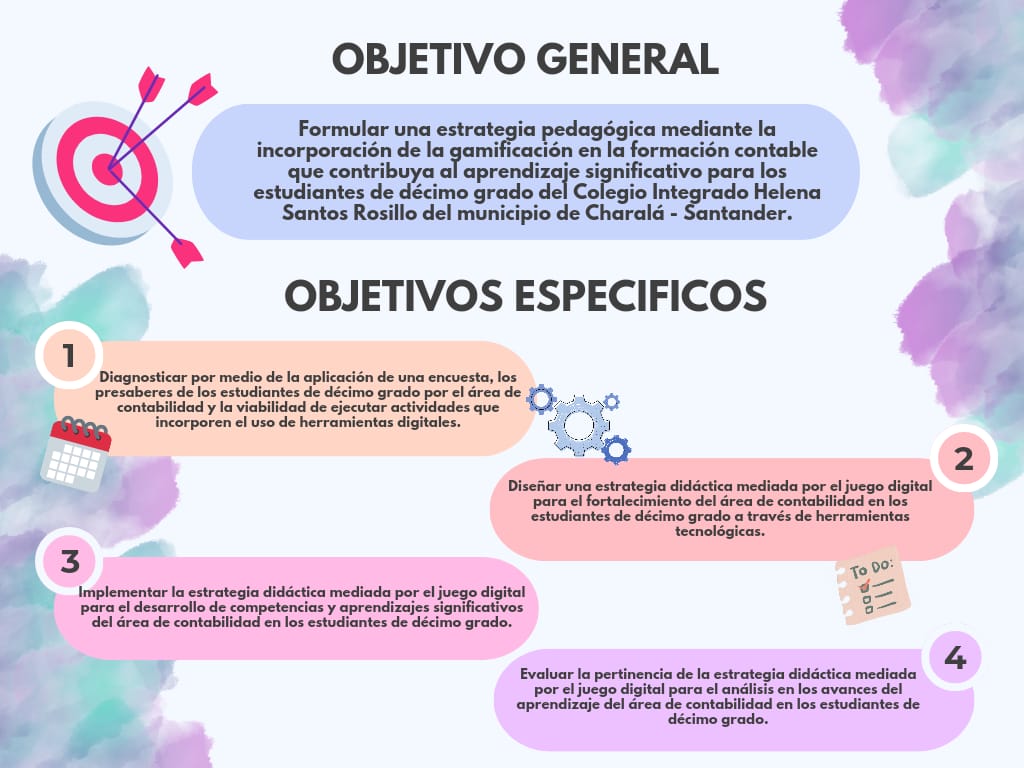 OBJETIVO GENERAL
Formular una estrategia pedagógica mediante la
incorporación de la gamificación en la formación contable
que contribuya al aprendizaje significativo para los
estudiantes de décimo grado del Colegio Integrado Helena
Santos Rosillo del municipio de Charalá - Santander.
OBJETIVOS ESPECIFICOS
1
Diagnosticar por medio de la aplicación de una encuesta, los
presaberes de los estudiantes de décimo grado por el área de
contabilidad y la viabilidad de ejecutar actividades que
incorporen el uso de herramientas digitales.
2
Diseñar una estrategia didáctica mediada por el juego digital
para el fortalecimiento del área de contabilidad en los
estudiantes de décimo grado a través de herramientas
tecnológicas.
To Do:
3
Implementar la estrategia didáctica mediada por el juego digital
para el desarrollo de competencias y aprendizajes significativos
del área de contabilidad en los estudiantes de décimo grado.
4
Evaluar la pertinencia de la estrategia didáctica mediada
por el juego digital para el análisis en los avances del
aprendizaje del área de contabilidad en los estudiantes de
décimo grado.